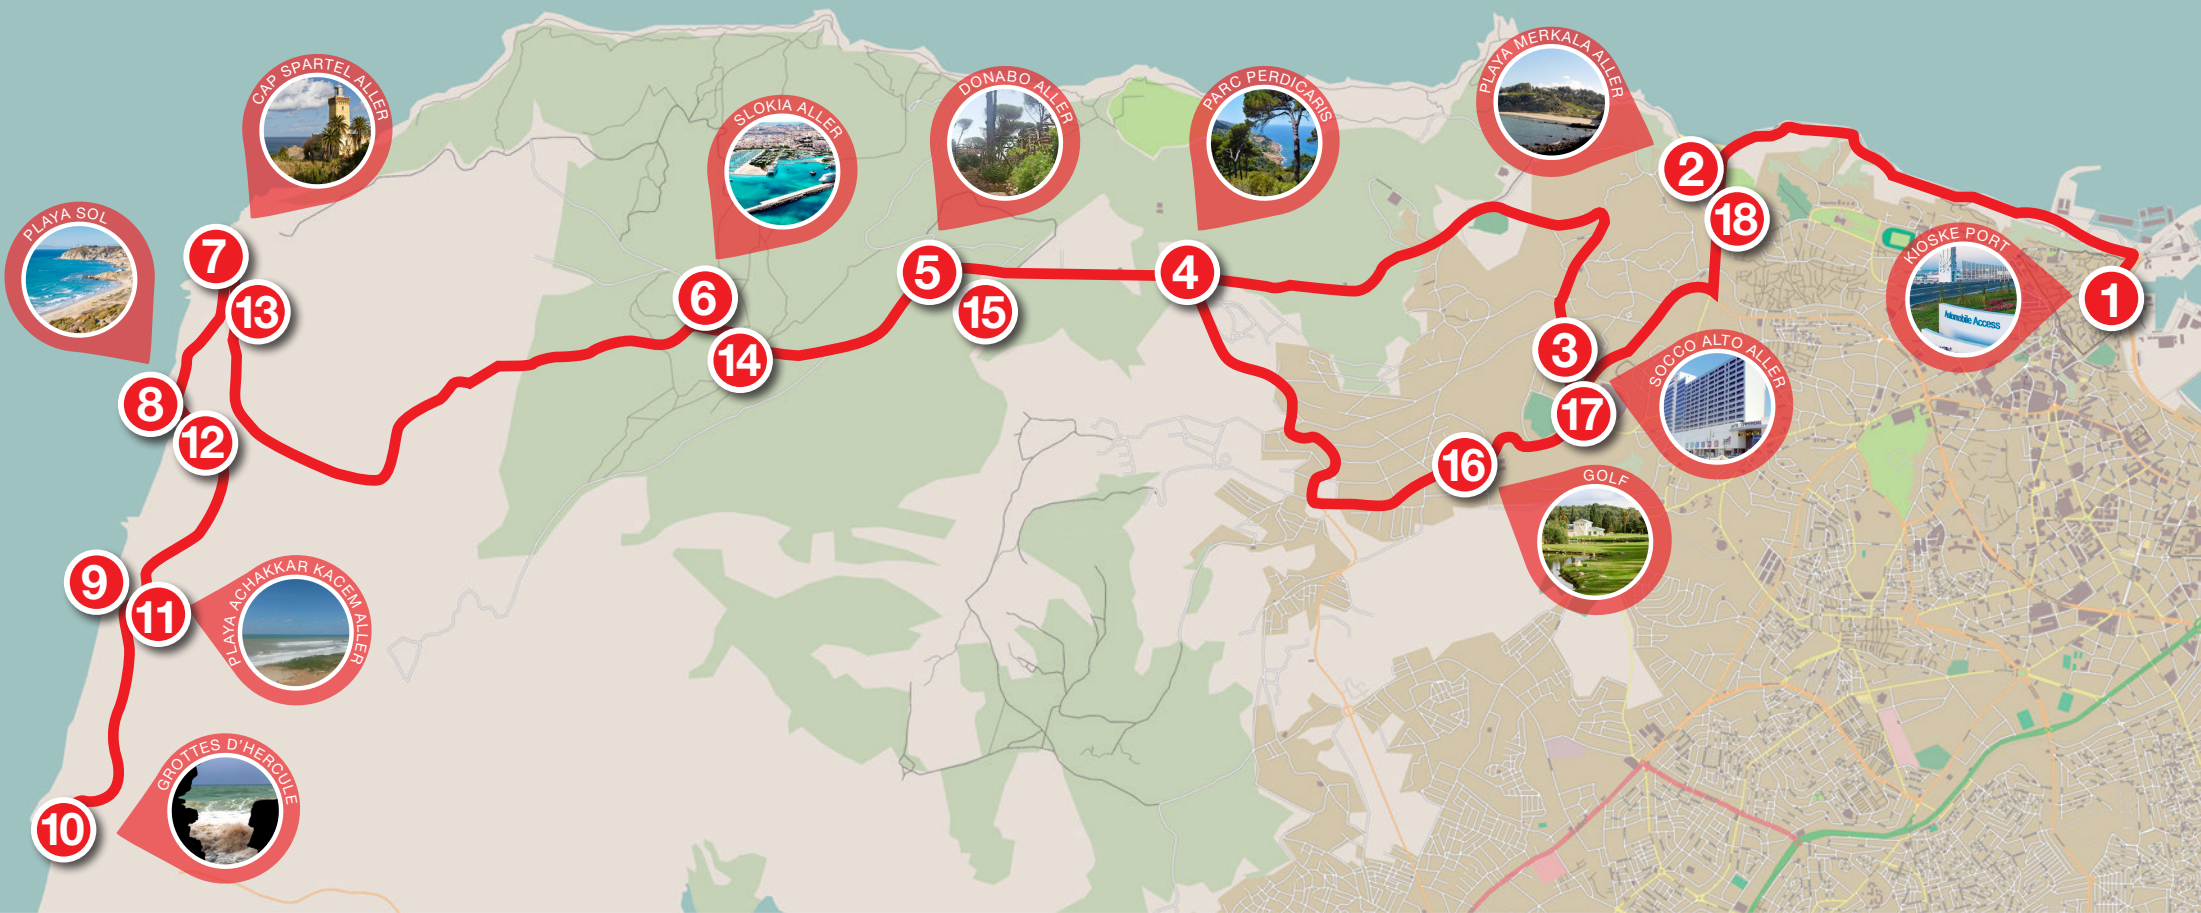 CAP SPARTEL ALLER
SLOKIA ALLER
DONABO ALLER
PARC PERDICARIS
PLAYA MERKALA ALLER
PLAYA SOL
KIOSKE PORT
Automobile Access
SOCCO ALTO ALLER
GOLF
PLAYA ACHAKKAR KACEM ALLER
GROTTES D'HERCULE
1
2
3
4
5
6
7
8
9
10
11
12
13
14
15
16
17
18